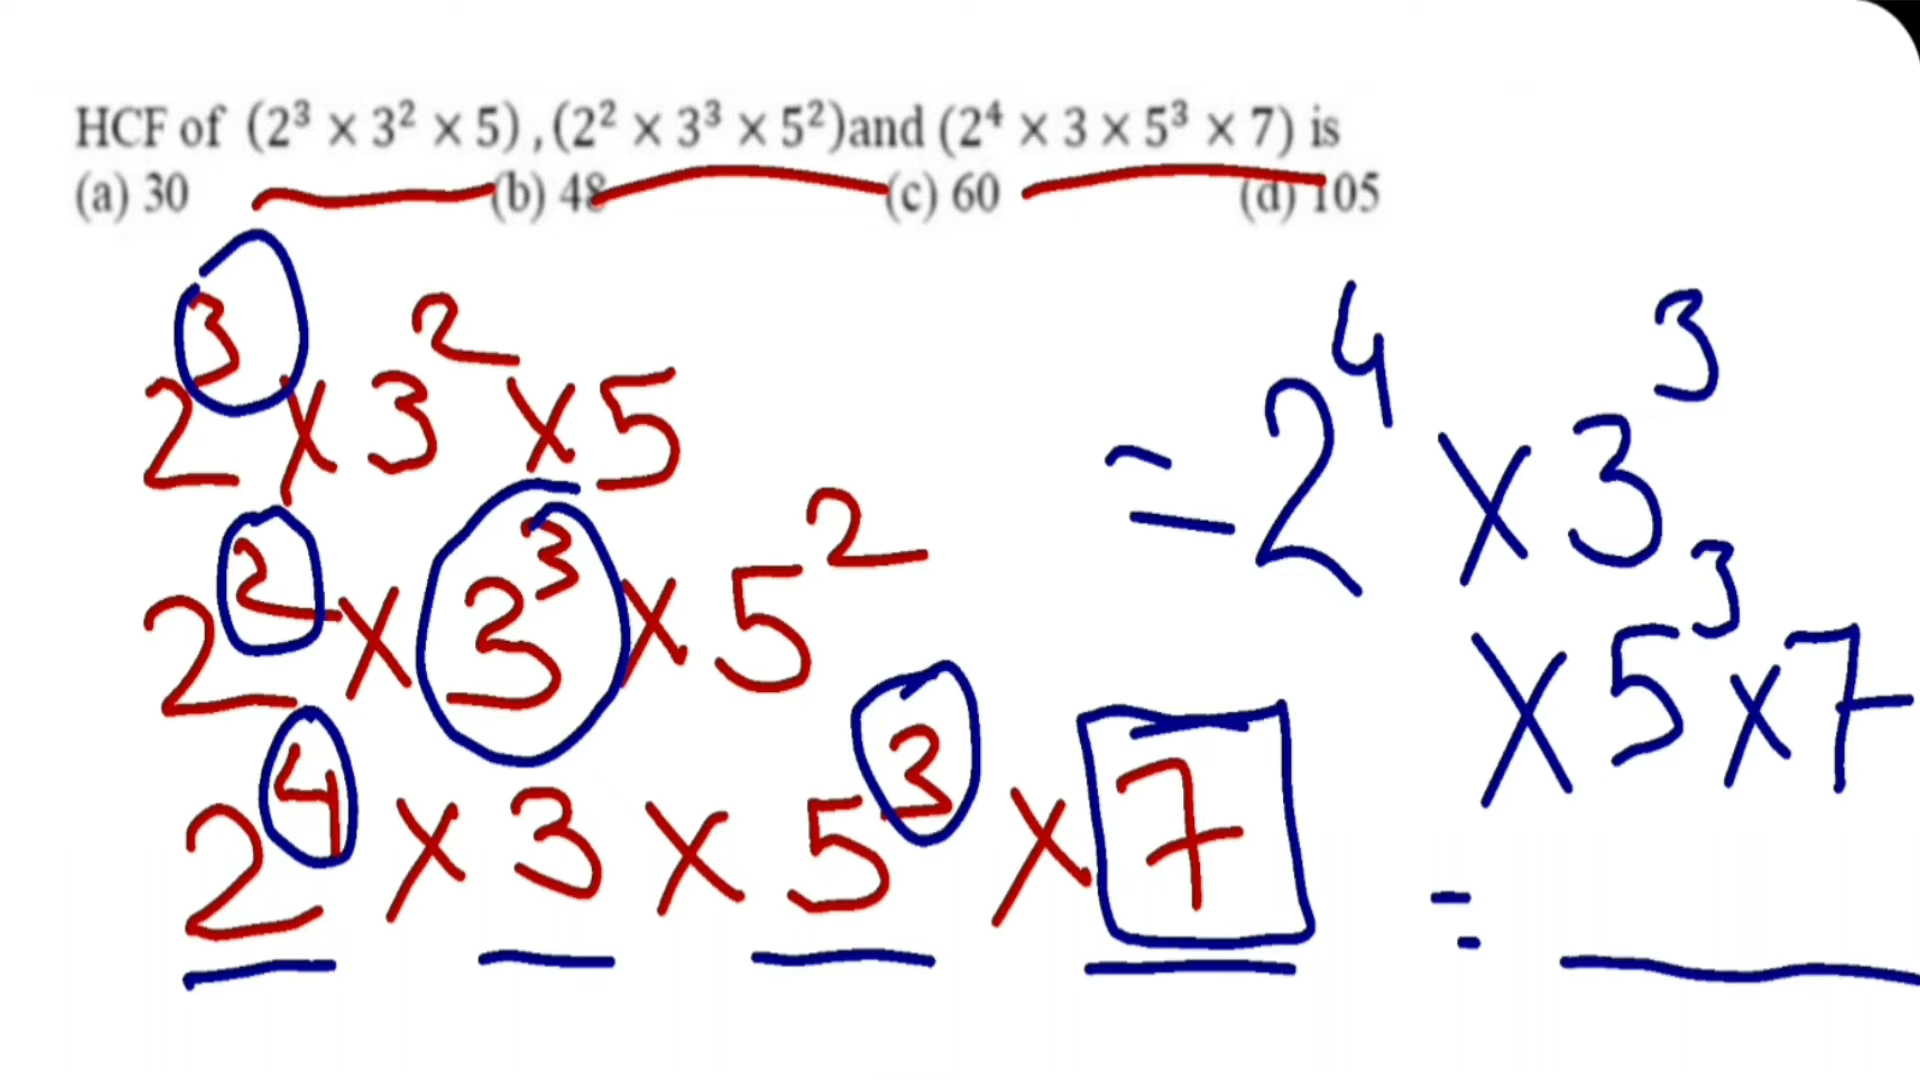 HCF of (2³ × 3² × 5) , (2² × 3³ × 5²)and (2⁴ × 3 × 5³ × 7) is
(a) 30 (b) 48 (c) 60 (d) 105
2³ × 3² × 5
2² × 3³ × 5²
2⁴ × 3 × 5³ × 7
= 2⁴ × 3³
× 5³ × 7
=